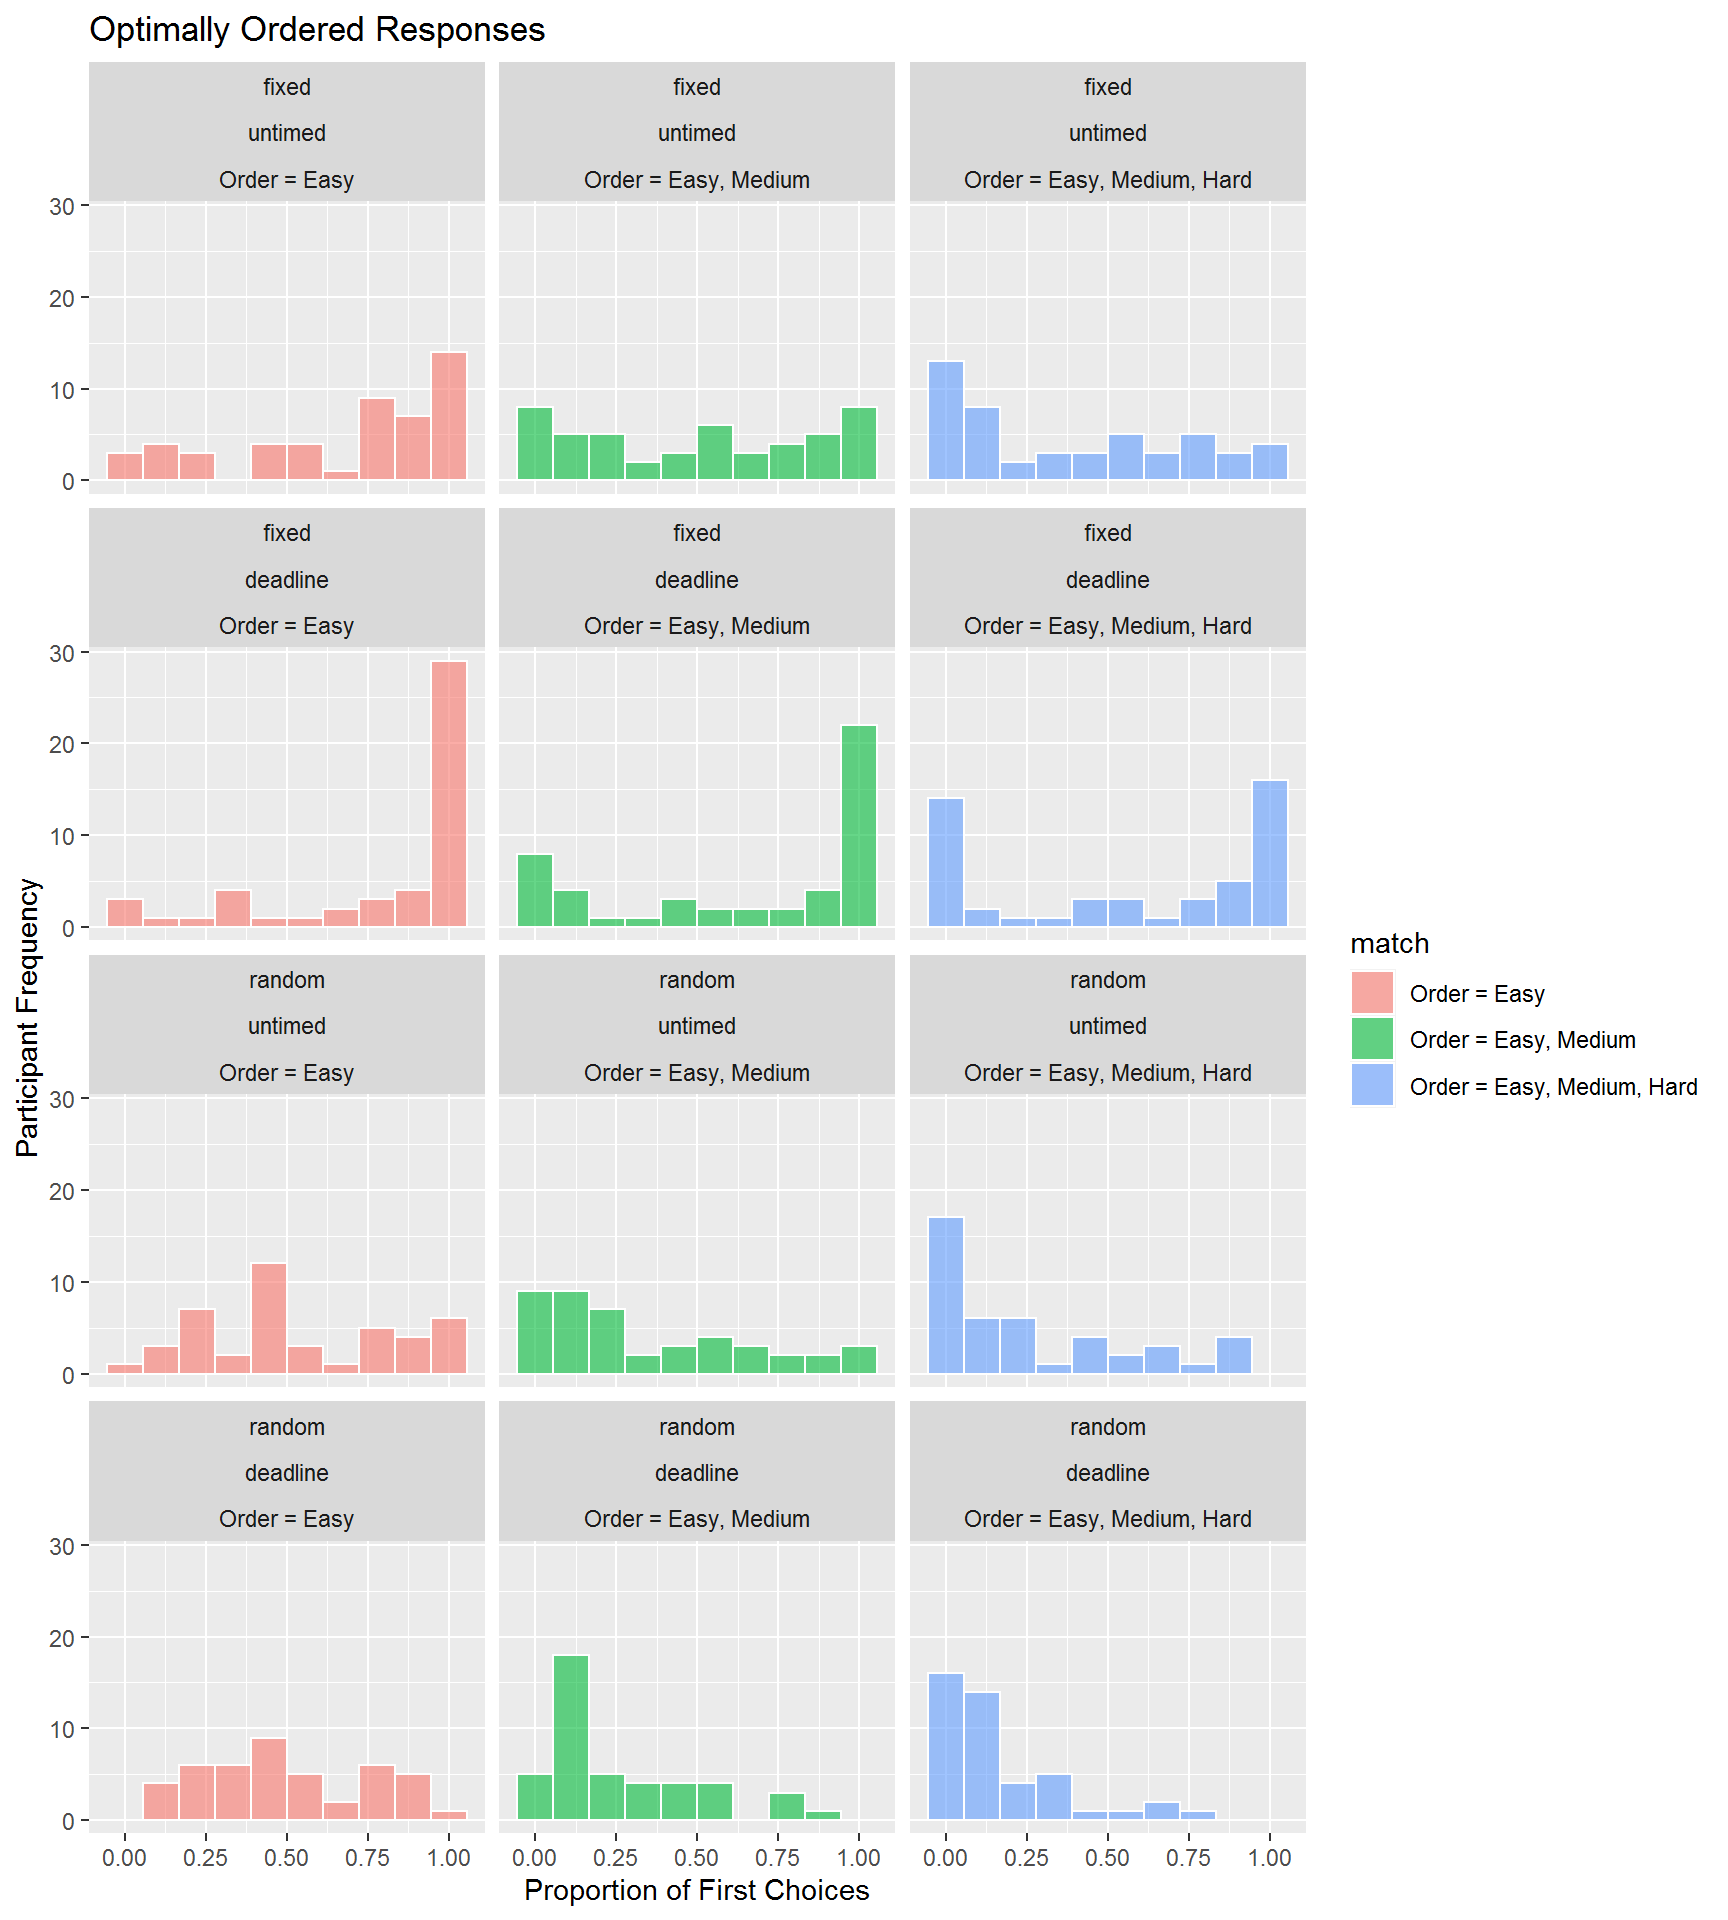 Optimally Ordered Responses
fixed
untimed
Order = Easy
fixed
untimed
Order = Easy, Medium
fixed
untimed
Order = Easy, Medium, Hard
30
20
10
0
fixed
deadline
Order = Easy
fixed
deadline
Order = Easy, Medium
fixed
deadline
Order = Easy, Medium, Hard
30
20
10
0
random
untimed
Order = Easy
random
untimed
Order = Easy, Medium
random
untimed
Order = Easy, Medium, Hard
30
20
10
0
random
deadline
Order = Easy
random
deadline
Order = Easy, Medium
random
deadline
Order = Easy, Medium, Hard
30
20
10
0
0.00 0.25 0.50 0.75 1.00
0.00 0.25 0.50 0.75 1.00
0.00 0.25 0.50 0.75 1.00
Proportion of First Choices
Participant Frequency
match
Order = Easy
Order = Easy, Medium
Order = Easy, Medium, Hard